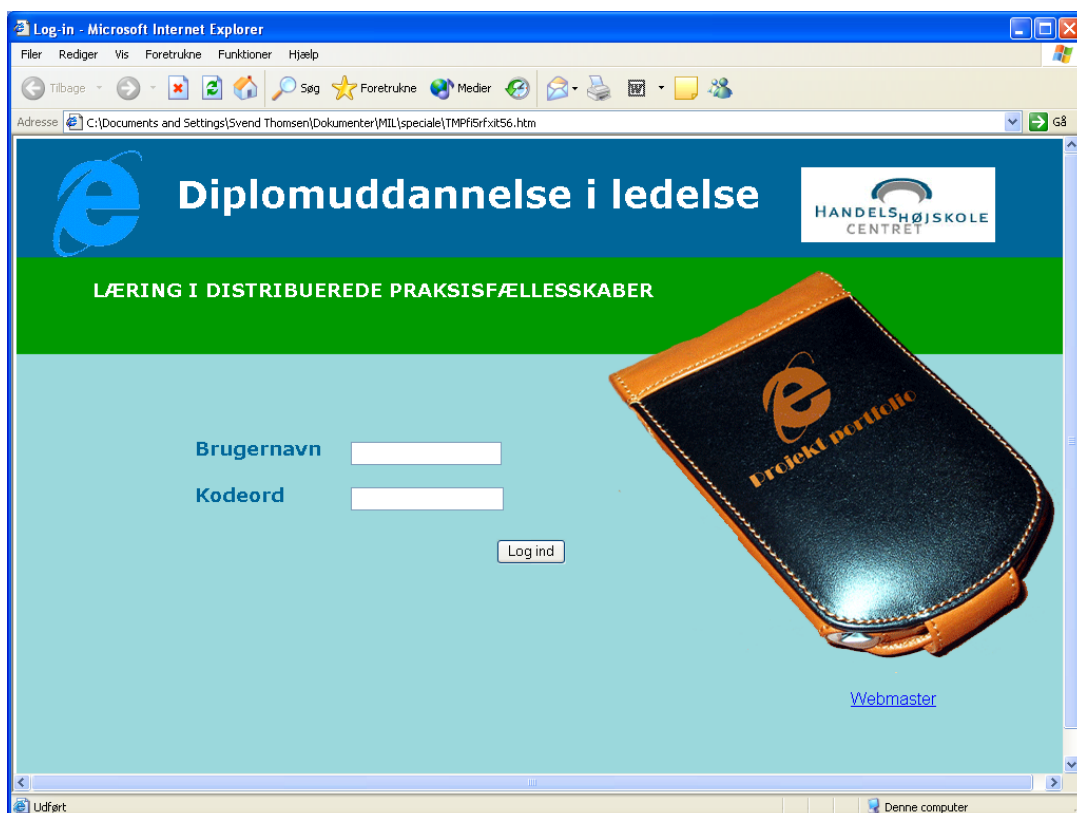 Log-in - Microsoft Internet Explorer
Filer Rediger Vis Foretrukne Funktioner Hjælp
Tilbage Søg Foretrukne Medier
Adresse C:\Documents and Settings\Svend Thomsen\Dokumenter\MIL\speciale\TMPfi5rfxit56.htm Gå
Diplomuddannelse i ledelse
HANDELSHØJSKOLE
CENTRET
LÆRING I DISTRIBUEREDE PRAKSISFÆLLESSKABER
Projekt portfolio
Brugernavn
Kodeord
Log ind
Webmaster
Udført Denne computer